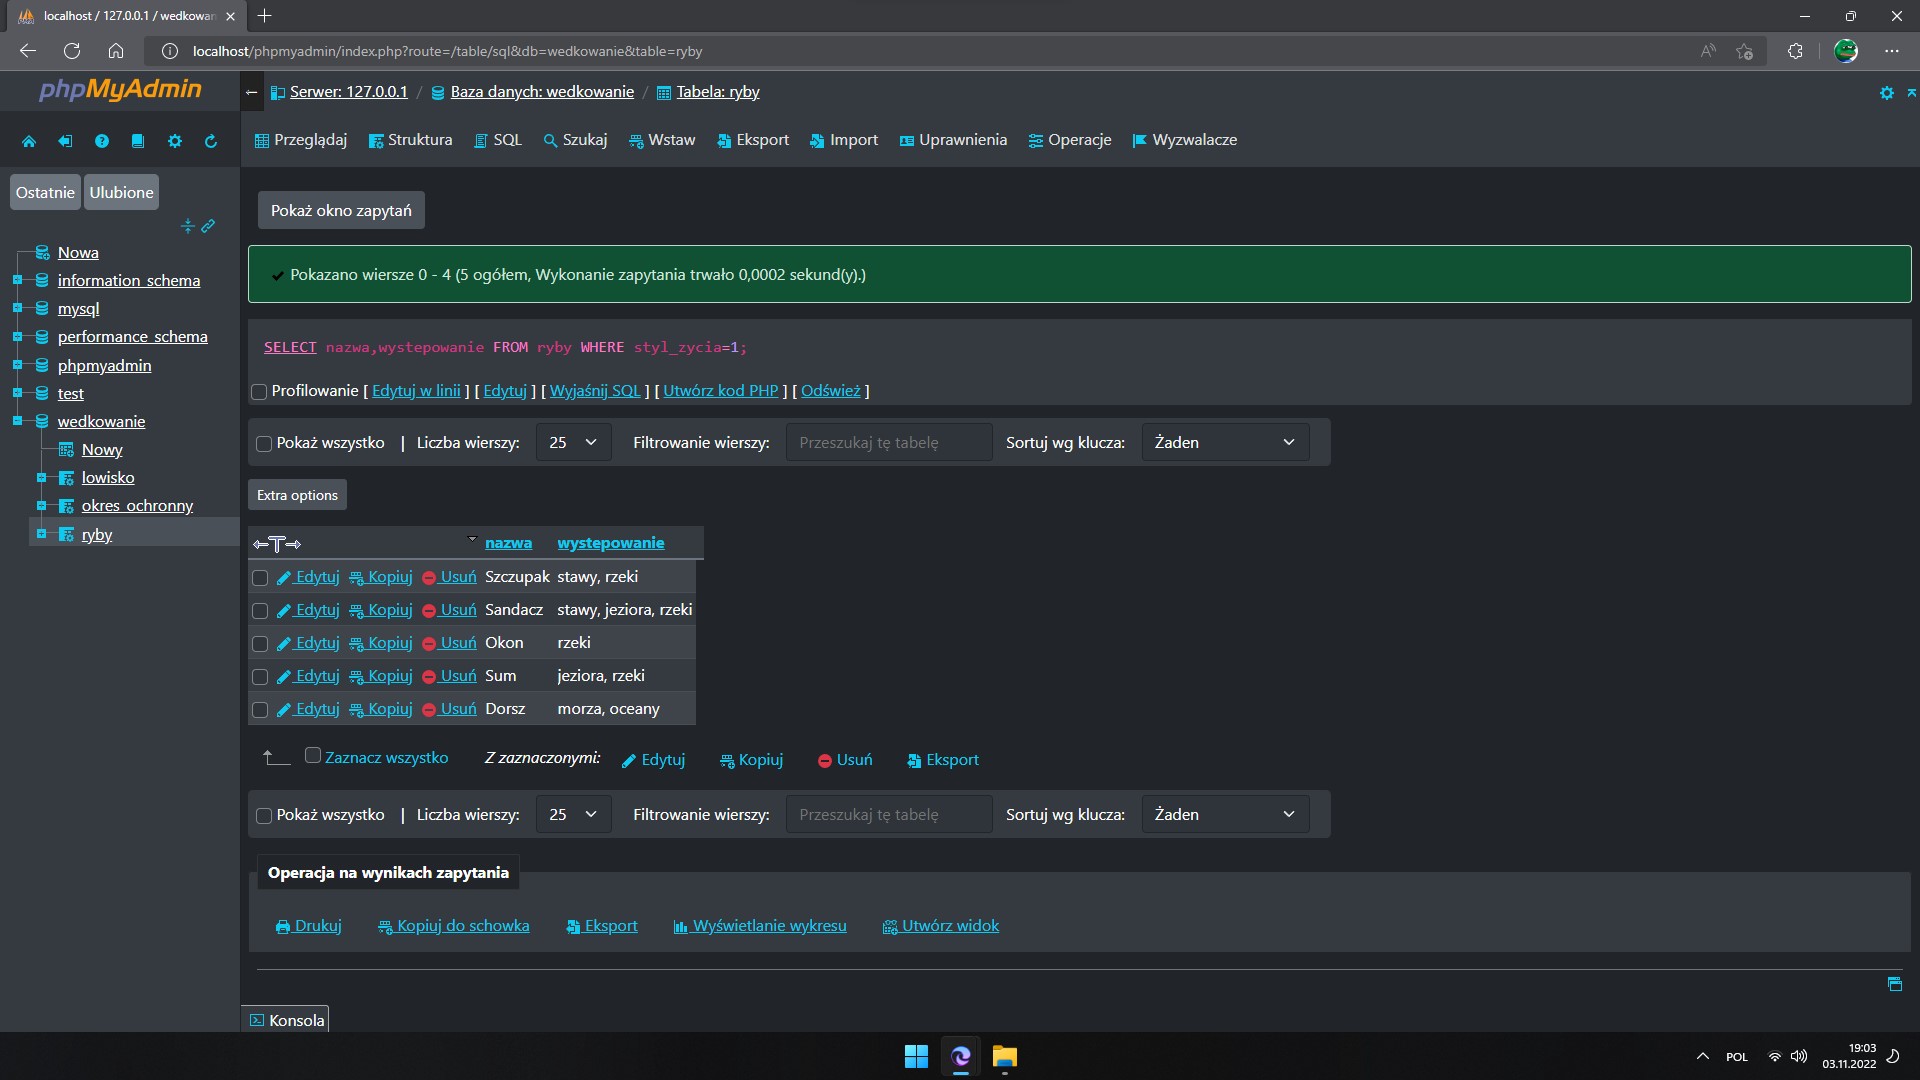 localhost / 127.0.0.1 / wedkowan
localhost/phpmyadmin/index.php?route=/table/sql&db=wedkowanie&table=ryby
phpMyAdmin
Serwer: 127.0.0.1 / Baza danych: wedkowanie / Tabela: ryby
Przeglądaj Struktura SQL Szukaj Wstaw Eksport Import Uprawnienia Operacje Wyzwalacze
Ostatnie Ulubione
Nowa
information_schema
mysql
performance_schema
phpmyadmin
test
wedkowanie
Nowy
lowisko
okres_ochronny
ryby
Pokaż okno zapytań
Pokazano wiersze 0 - 4 (5 ogółem, Wykonanie zapytania trwało 0,0002 sekund(y).)
SELECT nazwa,wystepowanie FROM ryby WHERE styl_zycia=1;
Profilowanie [ Edytuj w linii ] [ Edytuj ] [ Wyjaśnij SQL ] [ Utwórz kod PHP ] [ Odśwież ]
Pokaż wszystko | Liczba wierszy: 25 Filtrowanie wierszy: Przeszukaj tę tabelę Sortuj wg klucza: Żaden
Extra options
nazwa wystepowanie
Edytuj Kopiuj Usuń Szczupak stawy, rzeki
Edytuj Kopiuj Usuń Sandacz stawy, jeziora, rzeki
Edytuj Kopiuj Usuń Okon rzeki
Edytuj Kopiuj Usuń Sum jeziora, rzeki
Edytuj Kopiuj Usuń Dorsz morza, oceany
Zaznacz wszystko Z zaznaczonymi: Edytuj Kopiuj Usuń Eksport
Pokaż wszystko | Liczba wierszy: 25 Filtrowanie wierszy: Przeszukaj tę tabelę Sortuj wg klucza: Żaden
Operacja na wynikach zapytania
Drukuj Kopiuj do schowka Eksport Wyświetlanie wykresu Utwórz widok
Konsola
POL
19:03
03.11.2022